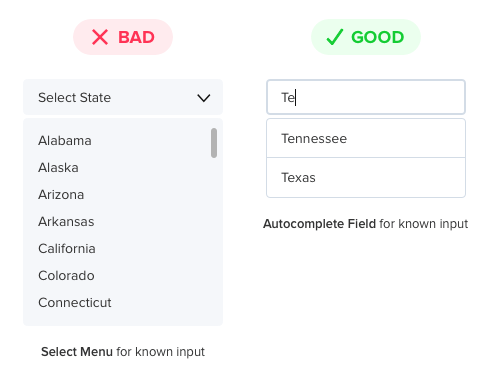 BAD
Select State
Alabama
Alaska
Arizona
Arkansas
California
Colorado
Connecticut
Select Menu for known input
GOOD
Te
Tennessee
Texas
Autocomplete Field for known input